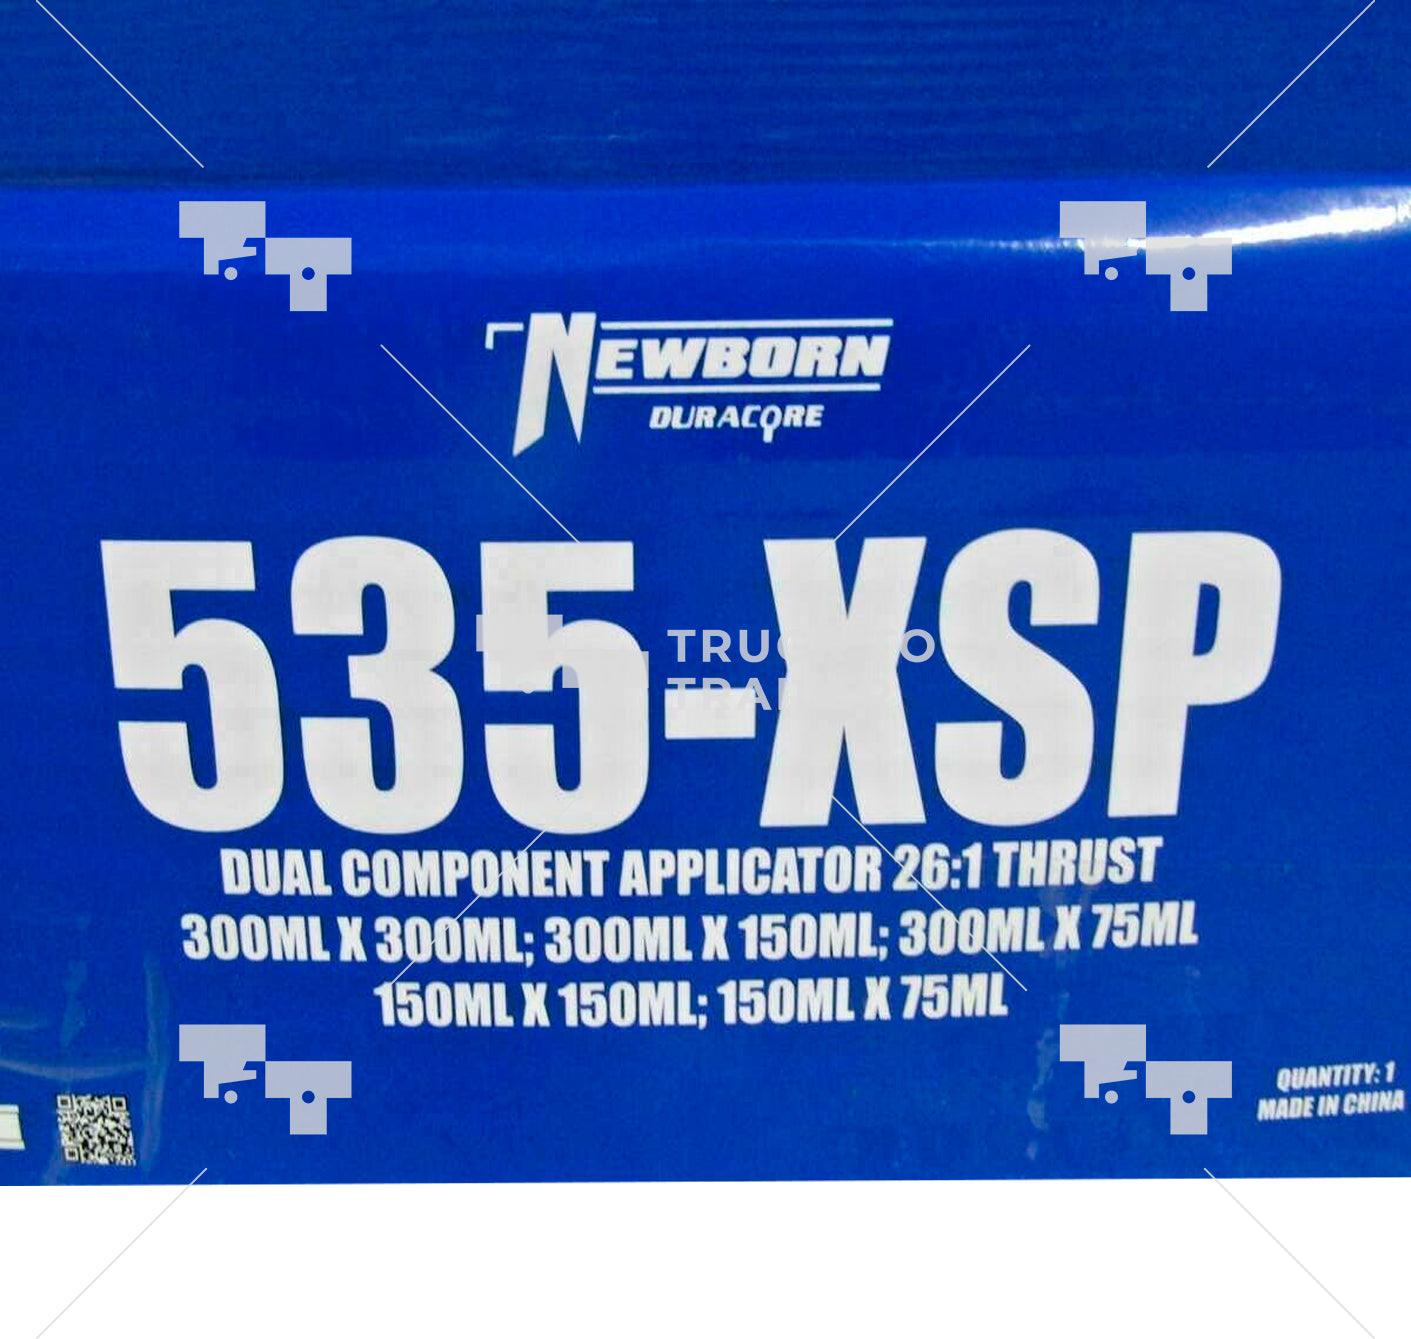 NEWBORN
DURACORE
535-XSP
DUAL COMPONENT APPLICATOR 26:1 THRUST
300ML X 300ML; 300ML X 150ML; 300ML X 75ML
150ML X 150ML; 150ML X 75ML
QUANTITY: 1
MADE IN CHINA